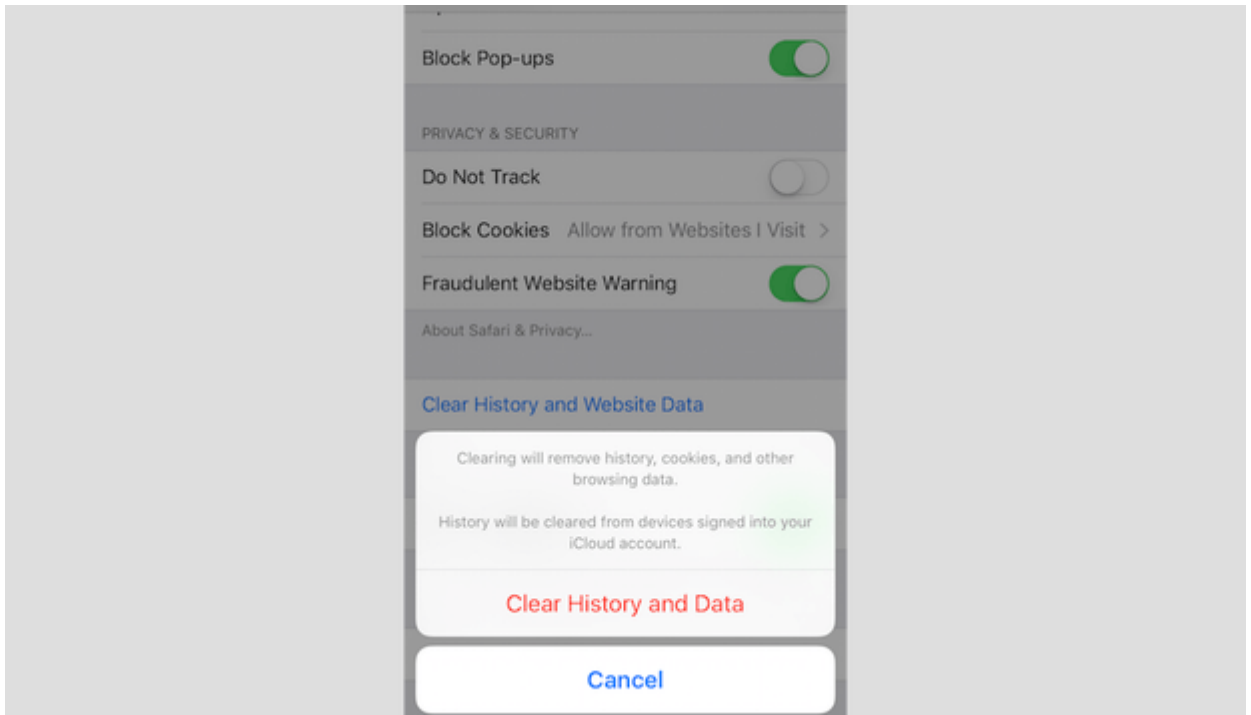 Block Pop-ups
PRIVACY & SECURITY
Do Not Track
Block Cookies Allow from Websites I Visit >
Fraudulent Website Warning
About Safari & Privacy...
Clear History and Website Data
Clearing will remove history, cookies, and other
browsing data.
History will be cleared from devices signed into your
iCloud account.
Clear History and Data
Cancel